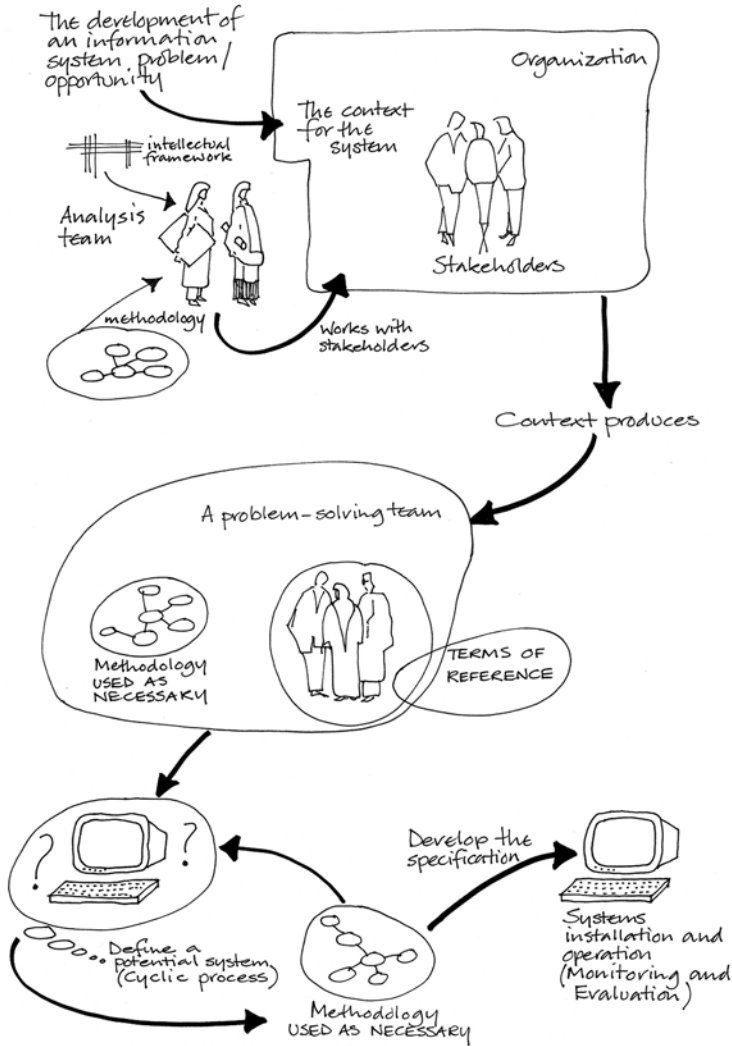 The development of
an information
system problem/
opportunity
Organization
The context
for the
system
intellectual
framework
Analysis
team
Stakeholders
methodology
Works with
stakeholders
Context produces
A problem-solving team
Methodology
USED AS
NECESSARY
TERMS OF
REFERENCE
?
?
Develop the
specification
Define a
potential system
(Cyclic process)
Systems
installation and
operation
(Monitoring and
Evaluation)
Methodology
USED AS NECESSARY